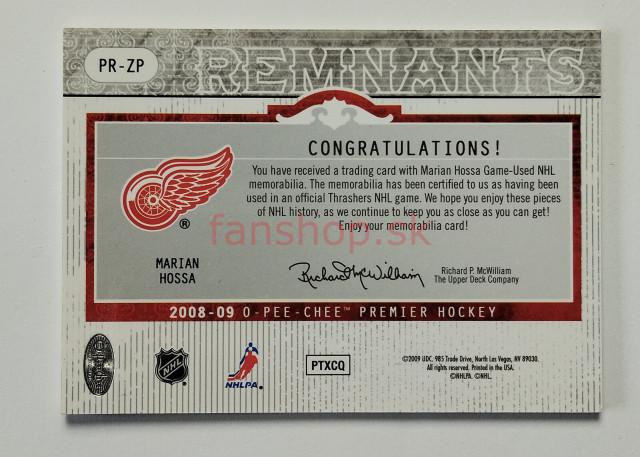 PR-ZP
REMNANTS
CONGRATULATIONS!
You have received a trading card with Marian Hossa Game-Used NHL
memorabilia. The memorabilia has been certified to us as having been
used in an official Thrashers NHL game. We hope you enjoy these pieces
of NHL history, as we continue to keep you as close as you can get!
Enjoy your memorabilia card!
®
fanshop.sk
MARIAN
HOSSA
Richard P. McWilliam
Richard P. McWilliam
The Upper Deck Company
2008-09 O-PEE-CHEE™ PREMIER HOCKEY
NHL
NHLPA
PTXCQ
©2009 UDC. 985 Trade Drive, North Las Vegas, NV 89030.
All rights reserved. Printed in the USA.
©NHLPA. ©NHL.